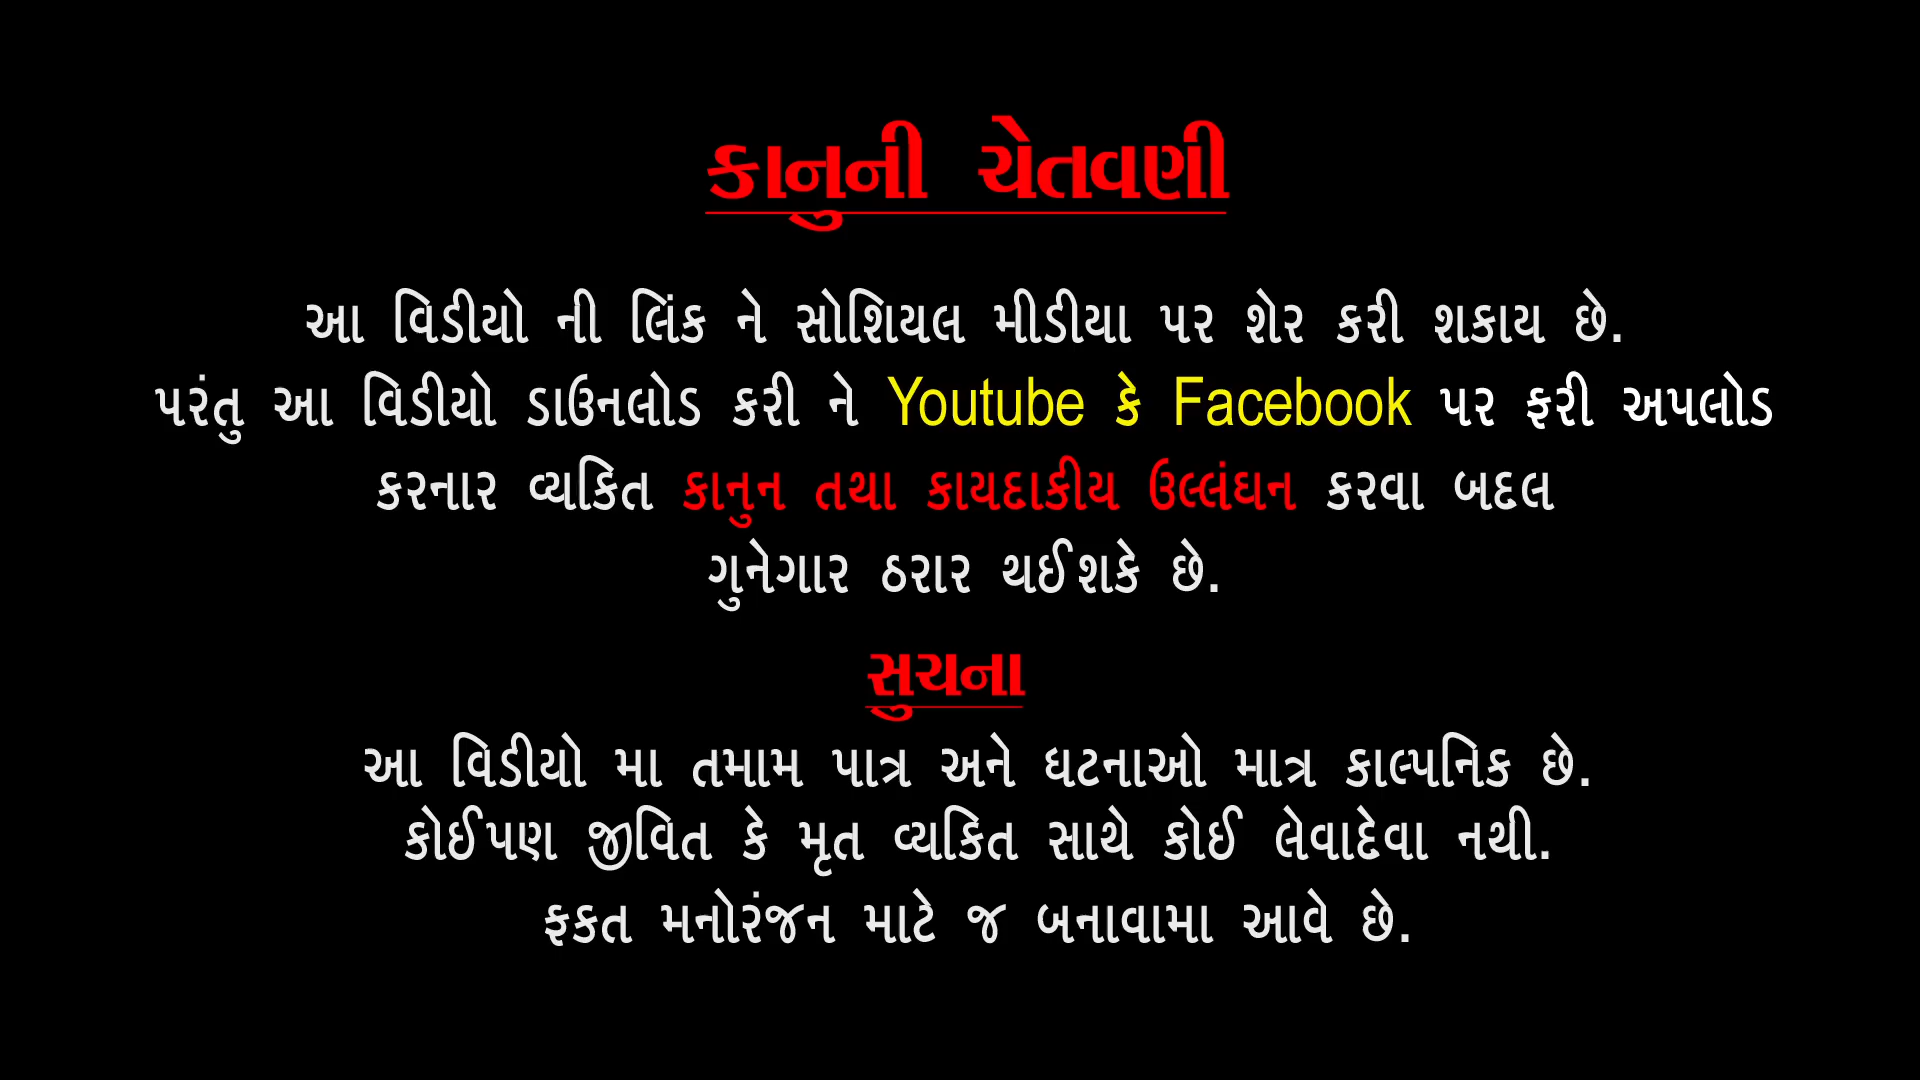 કાનુની ચેતવણી
આ વિડીયો ની લિંક ને સોશિયલ મીડીયા પર શેર કરી શકાય છે.
પરંતુ આ વિડીયો ડાઉનલોડ કરી ને Youtube કે Facebook પર ફરી અપલોડ
કરનાર વ્યકિત કાનુન તથા કાયદાકીય ઉલ્લંઘન કરવા બદલ
ગુનેગાર ઠરાર થઈશકે છે.
સુચના
આ વિડીયો મા તમામ પાત્ર અને ઘટનાઓ માત્ર કાલ્પનિક છે.
કોઈપણ જીવિત કે મૃત વ્યકિત સાથે કોઈ લેવાદેવા નથી.
ફકત મનોરંજન માટે જ બનાવામા આવે છે.